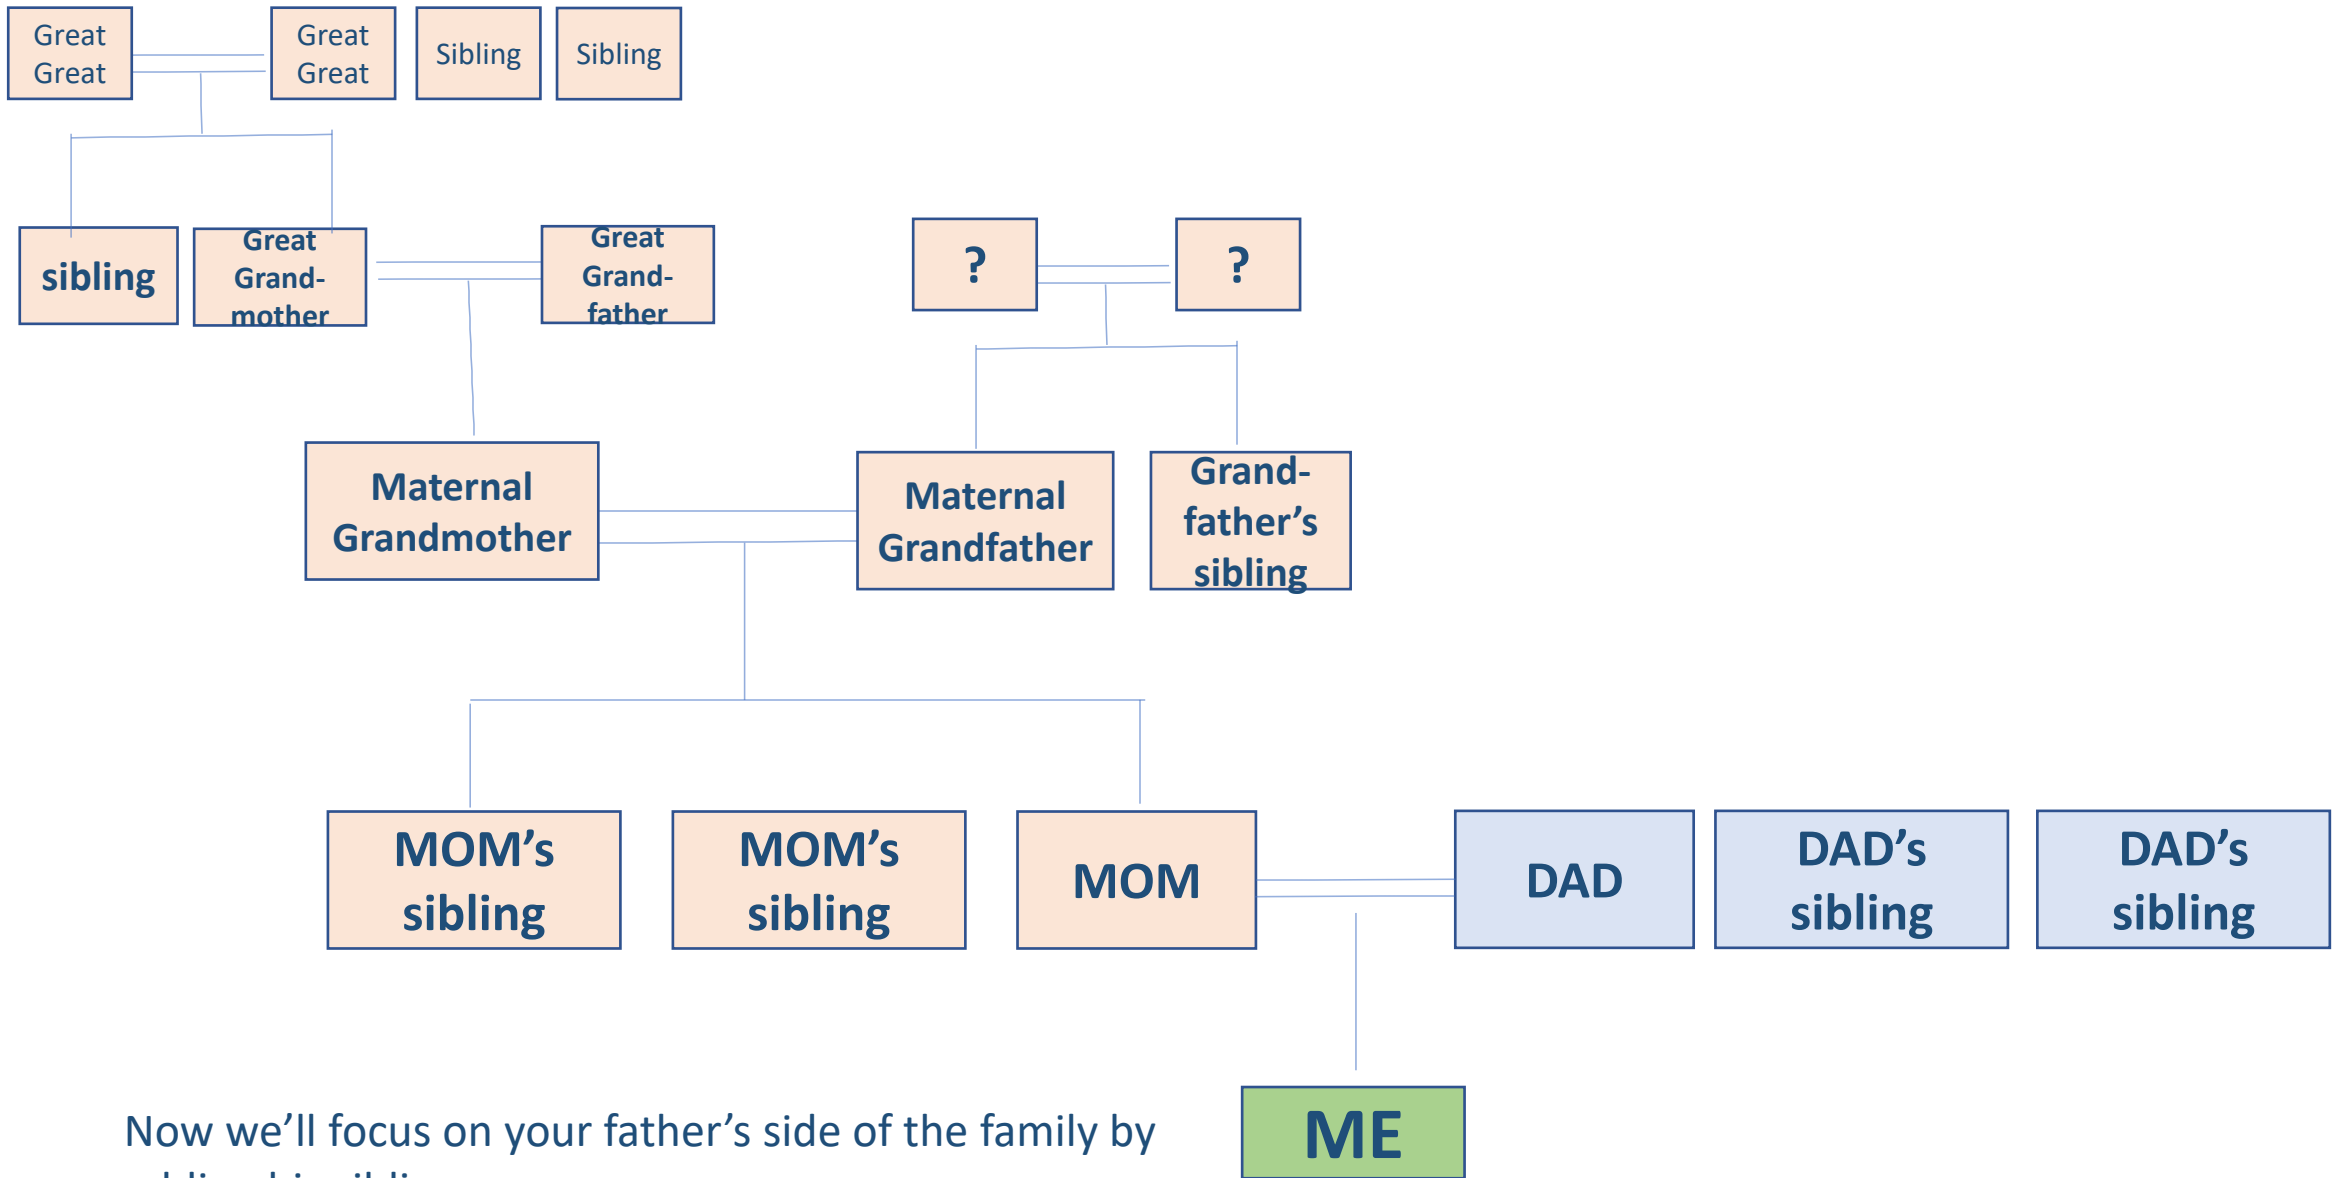 Great
Great
Great
Great
Sibling
Sibling
sibling
Great
Grand-
mother
Great
Grand-
father
?
?
Maternal
Grandmother
Maternal
Grandfather
Grand-
father’s
sibling
MOM’s
sibling
MOM’s
sibling
MOM
DAD
DAD’s
sibling
DAD’s
sibling
ME
Now we’ll focus on your father’s side of the family by